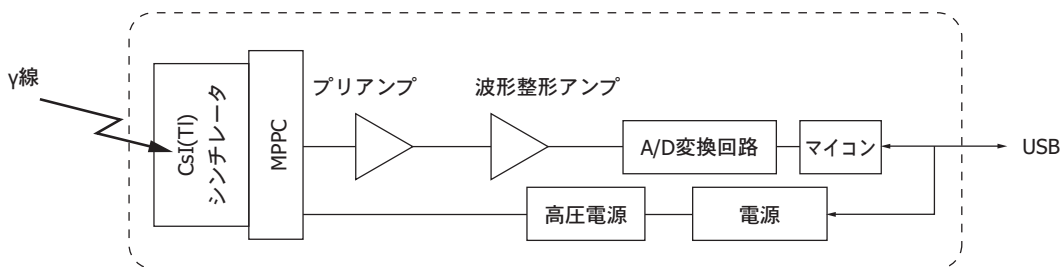 γ線
CsI(Tl)
シンチレータ
MPPC
プリアンプ
波形整形アンプ
A/D変換回路
マイコン
USB
高圧電源
電源